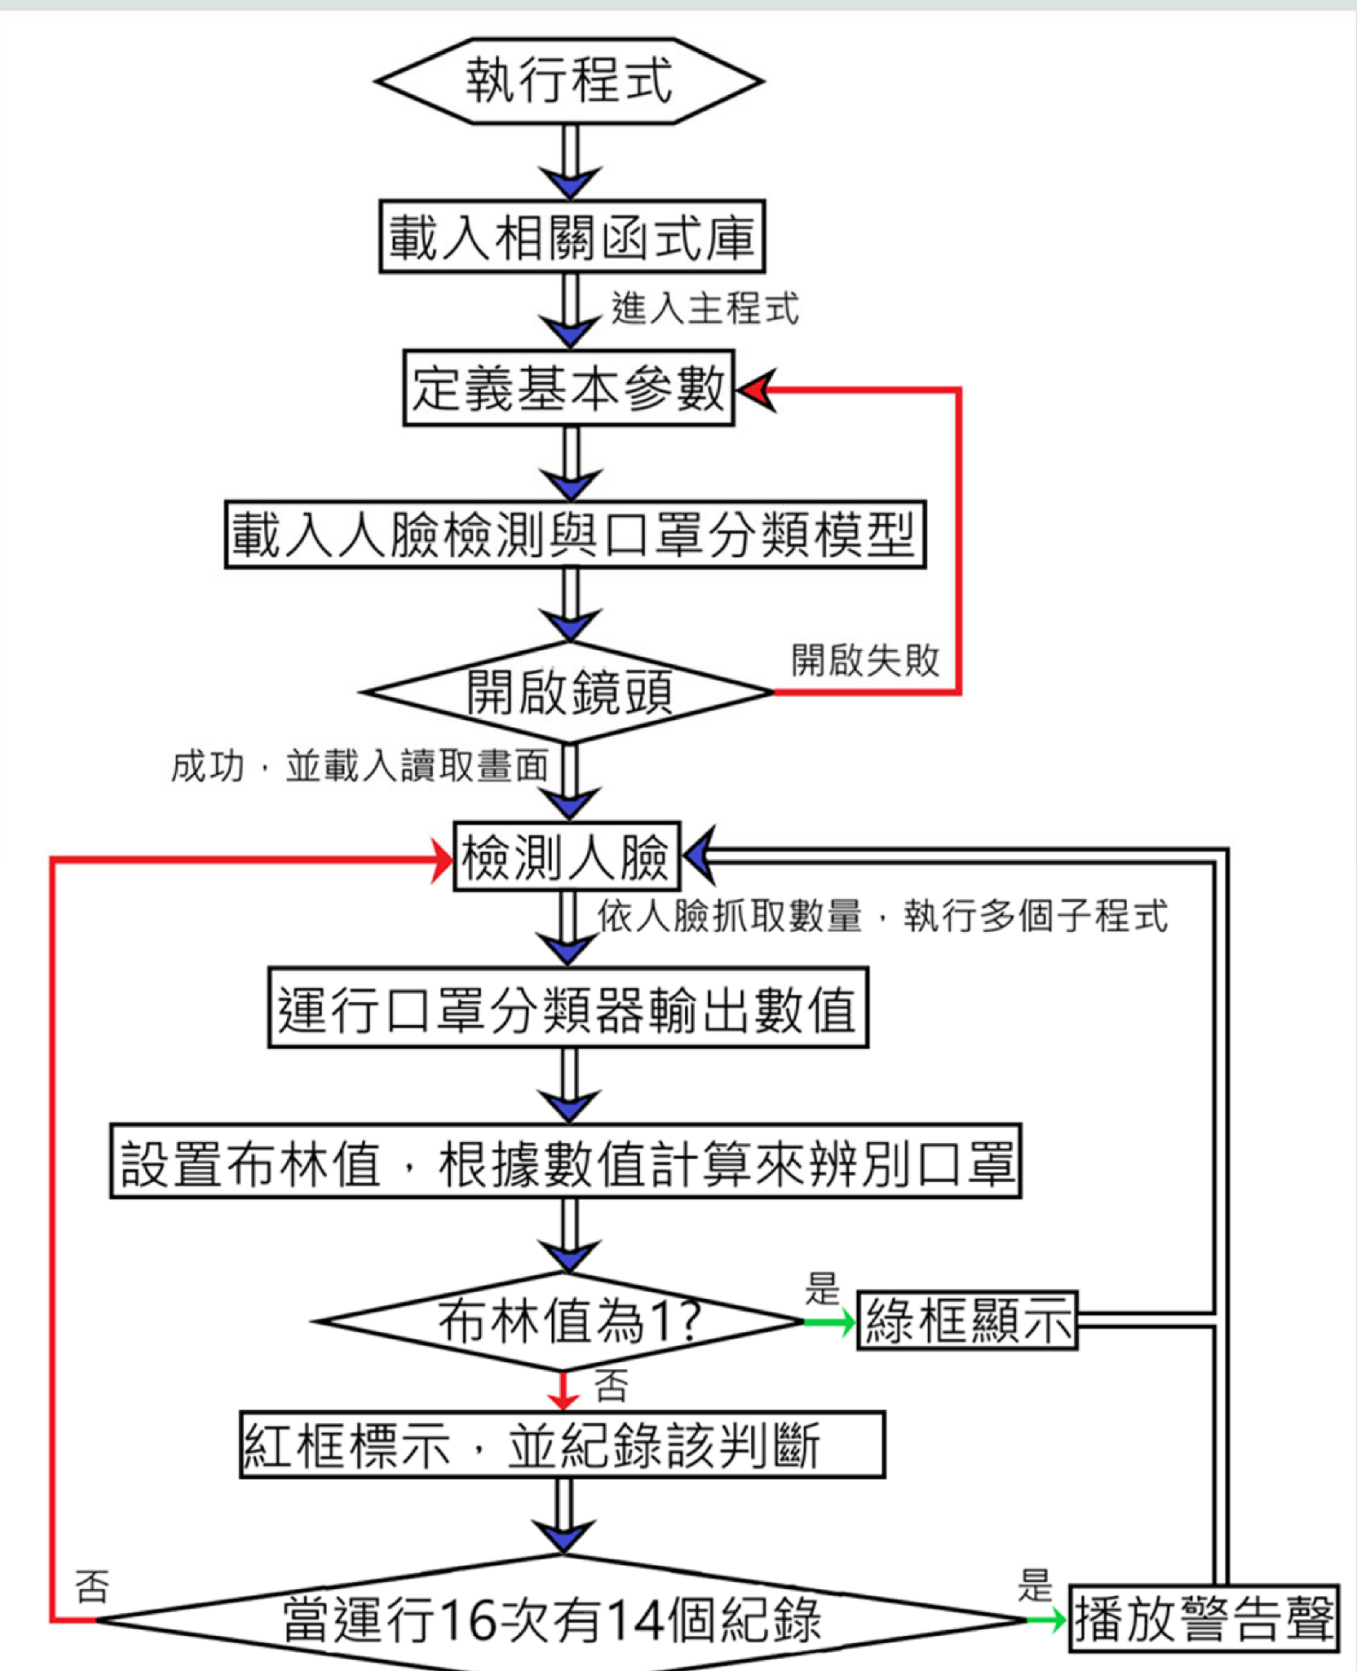 執行程式
載入相關函式庫
進入主程式
定義基本參數
載入人臉檢測與口罩分類模型
開啟鏡頭
開啟失敗
成功，並載入讀取畫面
檢測人臉
依人臉抓取數量，執行多個子程式
運行口罩分類器輸出數值
設置布林值，根據數值計算來辨別口罩
布林值為1?
是
綠框顯示
否
紅框標示，並紀錄該判斷
否
當運行16次有14個紀錄
是
播放警告聲